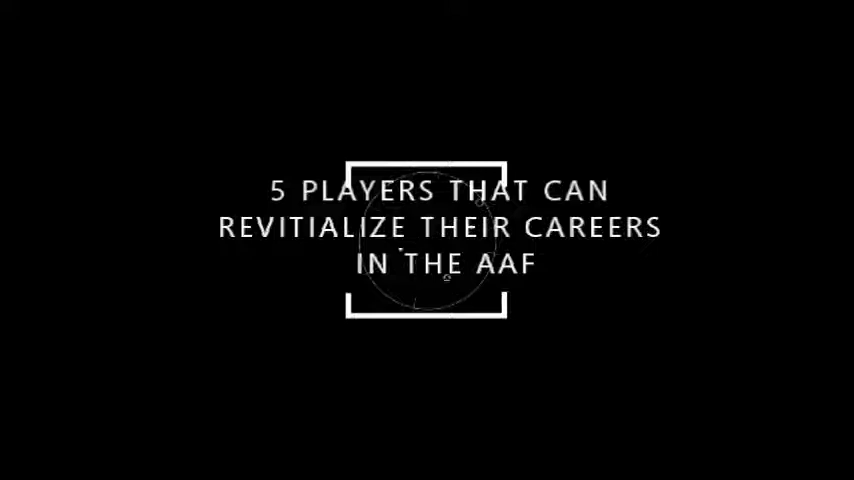 5 PLAYERS THAT CAN
REVITIALIZE THEIR CAREERS
IN THE AAF